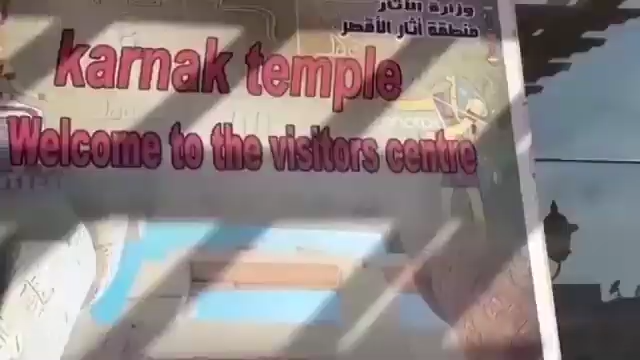 وزارة الآثار
منطقة آثار الأقصر
karnak temple
Welcome to the visitors centre